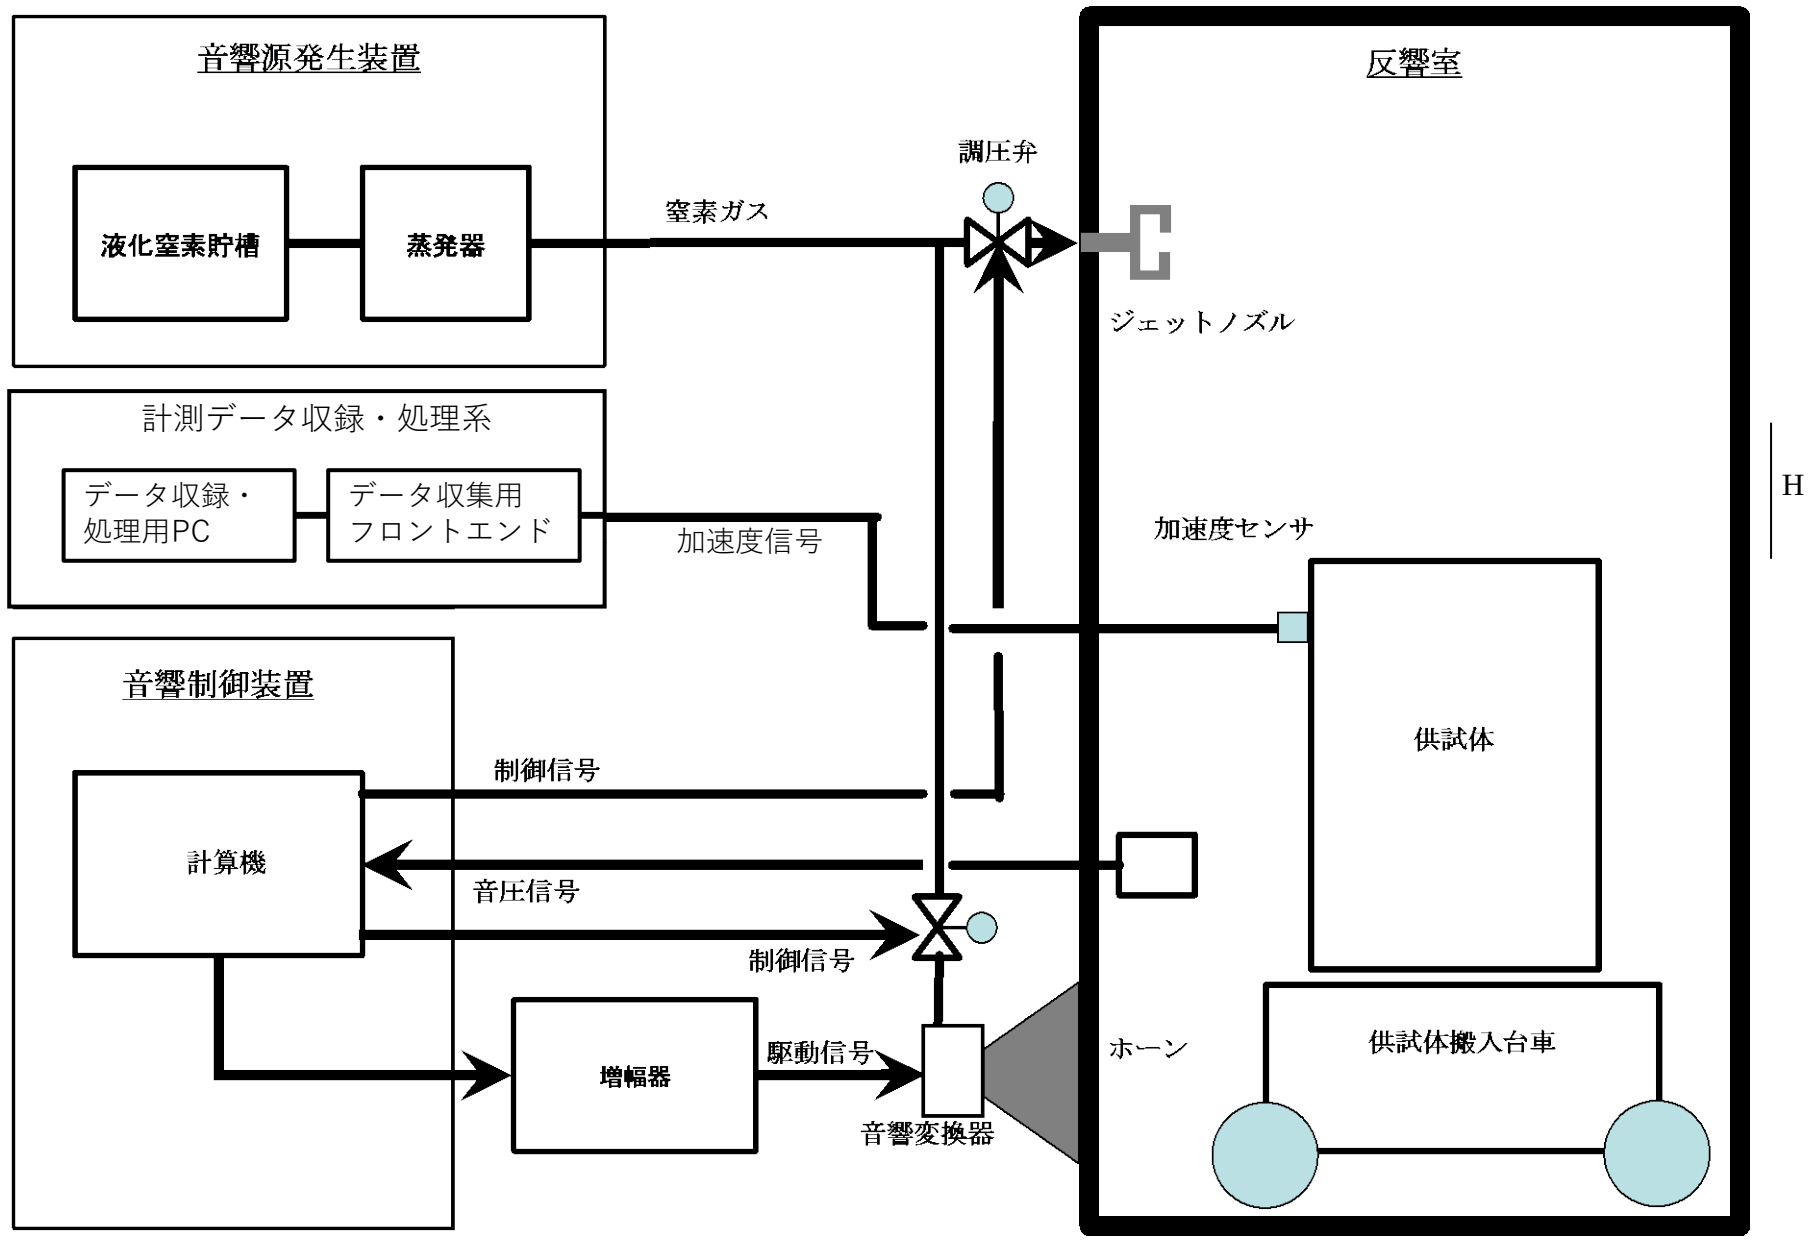 音響源発生装置
液化窒素貯槽
蒸発器
窒素ガス
調圧弁
反響室
ジェットノズル
計測データ収録・処理系
データ収録・
処理用PC
データ収集用
フロントエンド
加速度信号
加速度センサ
H
供試体
音響制御装置
計算機
制御信号
音圧信号
制御信号
増幅器
駆動信号
音響変換器
ホーン
供試体搬入台車